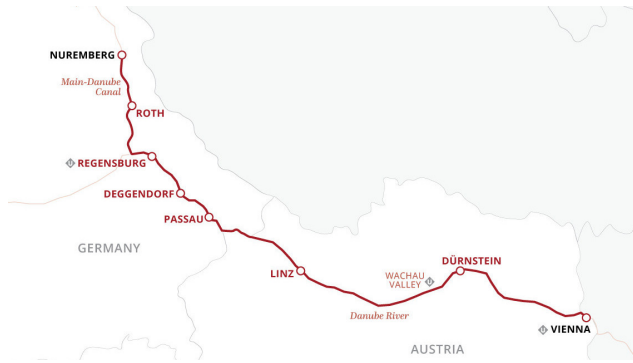 NUREMBERG
Main-Danube
Canal
ROTH
REGENSBURG
DEGGENDORF
PASSAU
GERMANY
LINZ
WACHAU
VALLEY
DÜRNSTEIN
Danube River
VIENNA
AUSTRIA